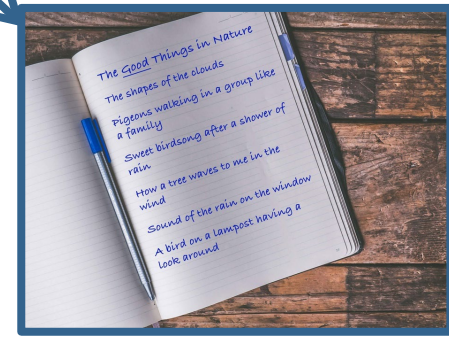 The Good Things in Nature
The shapes of the clouds
Pigeons walking in a group like
a family
Sweet birdsong after a shower of
rain
How a tree waves to me in the
wind
Sound of the rain on the window
A bird on a lampost having a
look around